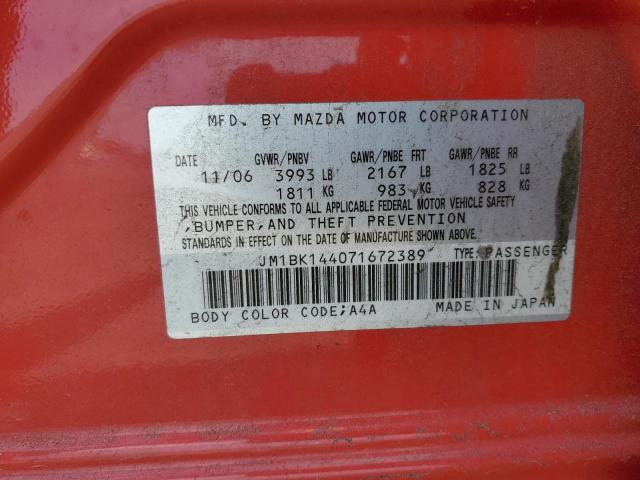 MFD. BY MAZDA MOTOR CORPORATION
DATE GVWR/PNBV GAWR/PNBE FRT GAWR/PNBE RR
11/06 3993 LB 2167 LB 1825 LB
1811 KG 983 KG 828 KG
THIS VEHICLE CONFORMS TO ALL APPLICABLE FEDERAL MOTOR VEHICLE SAFETY
,BUMPER,AND THEFT PREVENTION
STANDARDS IN EFFECT ON THE DATE OF MANUFACTURE SHOWN ABOVE.
JM1BK144071672389 TYPE: PASSENGER
BODY COLOR CODE;A4A MADE IN JAPAN